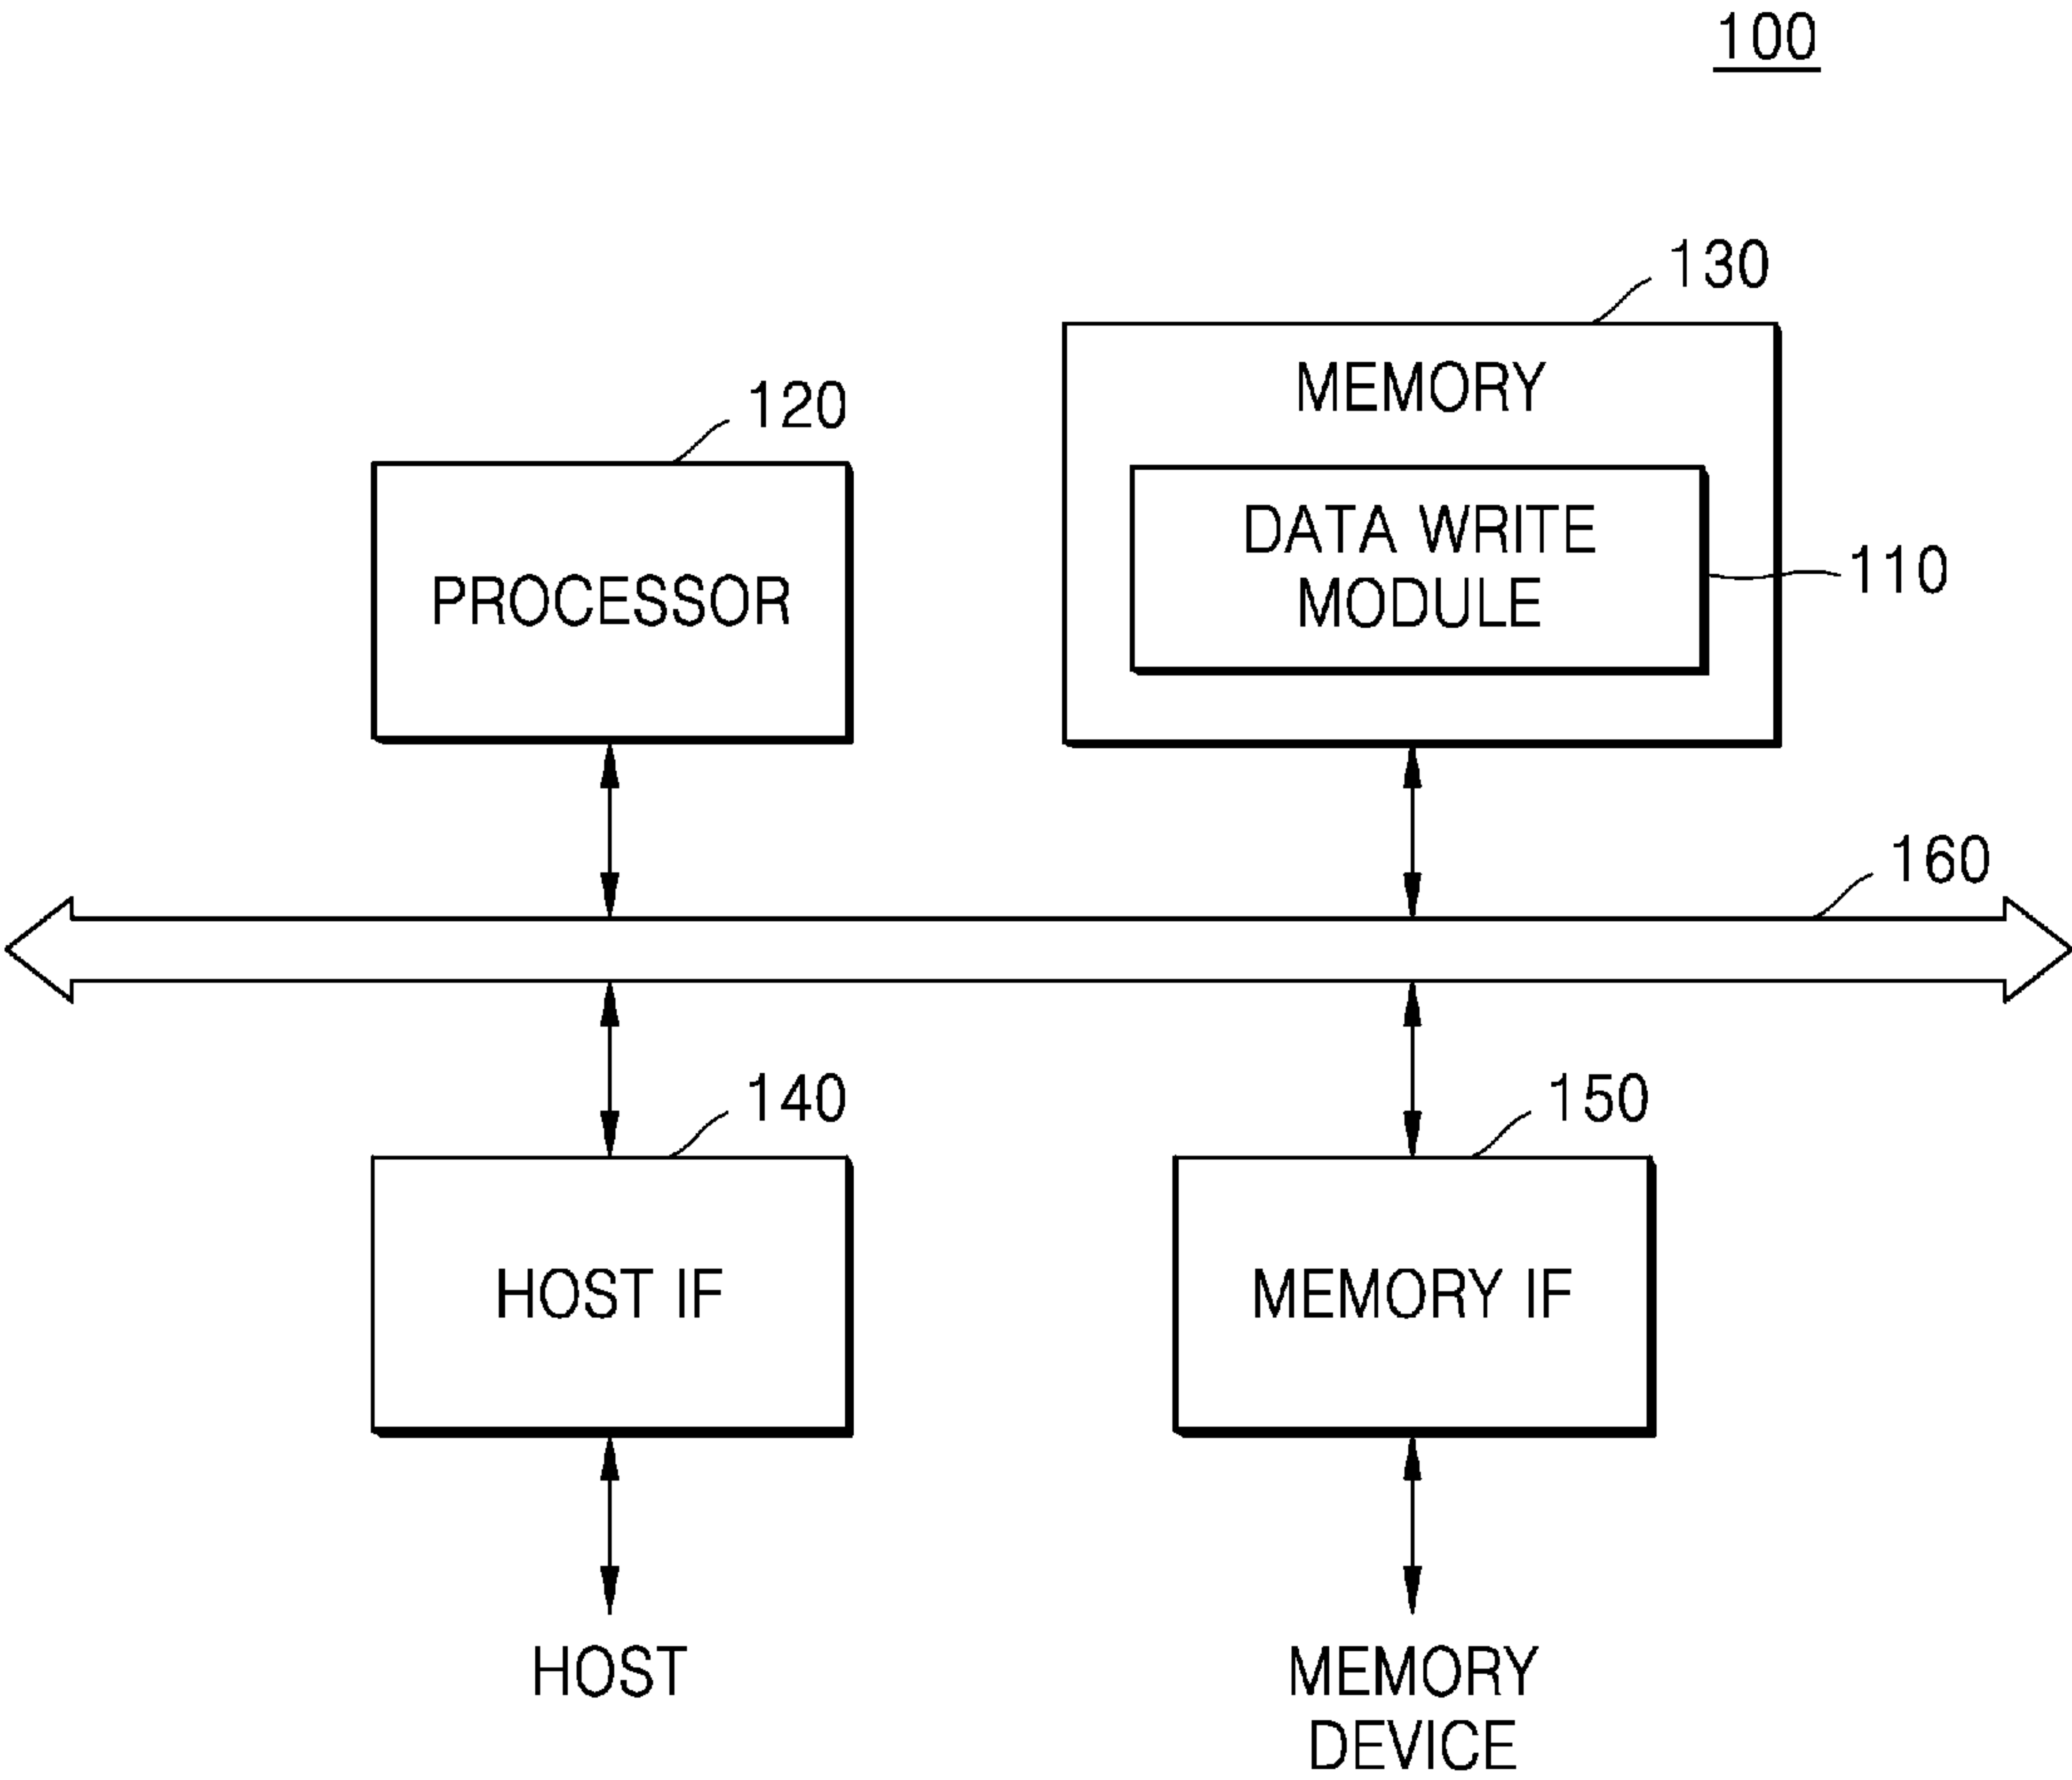 100
130
MEMORY
120
DATA WRITE
MODULE
110
PROCESSOR
160
140
150
HOST IF
MEMORY IF
HOST
MEMORY
DEVICE